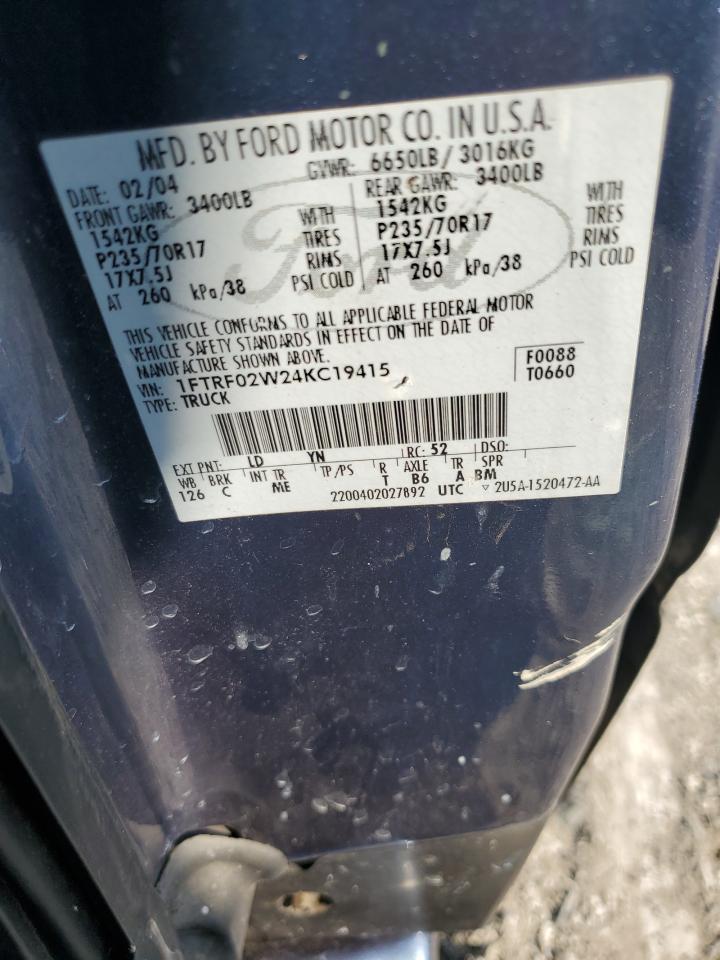 MFD. BY FORD MOTOR CO. IN U.S.A.
DATE: 02/04 GVWR: 6650LB/ 3016KG
FRONT GAWR: 3400LB REAR GAWR: 3400LB
1542KG WITH 1542KG WITH
P235/70R17 TIRES P235/70R17 TIRES
17X7.5J RIMS 17X7.5J RIMS
AT 260 kPa/38 PSI COLD AT 260 kPa/38 PSI COLD
Ford
THIS VEHICLE CONFORMS TO ALL APPLICABLE FEDERAL MOTOR
VEHICLE SAFETY STANDARDS IN EFFECT ON THE DATE OF
MANUFACTURE SHOWN ABOVE.
VIN: 1FTRF02W24KC19415 F0088
TYPE: TRUCK T0660
EXT PNT: LD YN RC: 52 DSO:
WB BRK INT TR TP/PS R AXLE TR SPR
126 C ME T B6 A BM
2200402027892 UTC ▽ 2U5A-1520472-AA